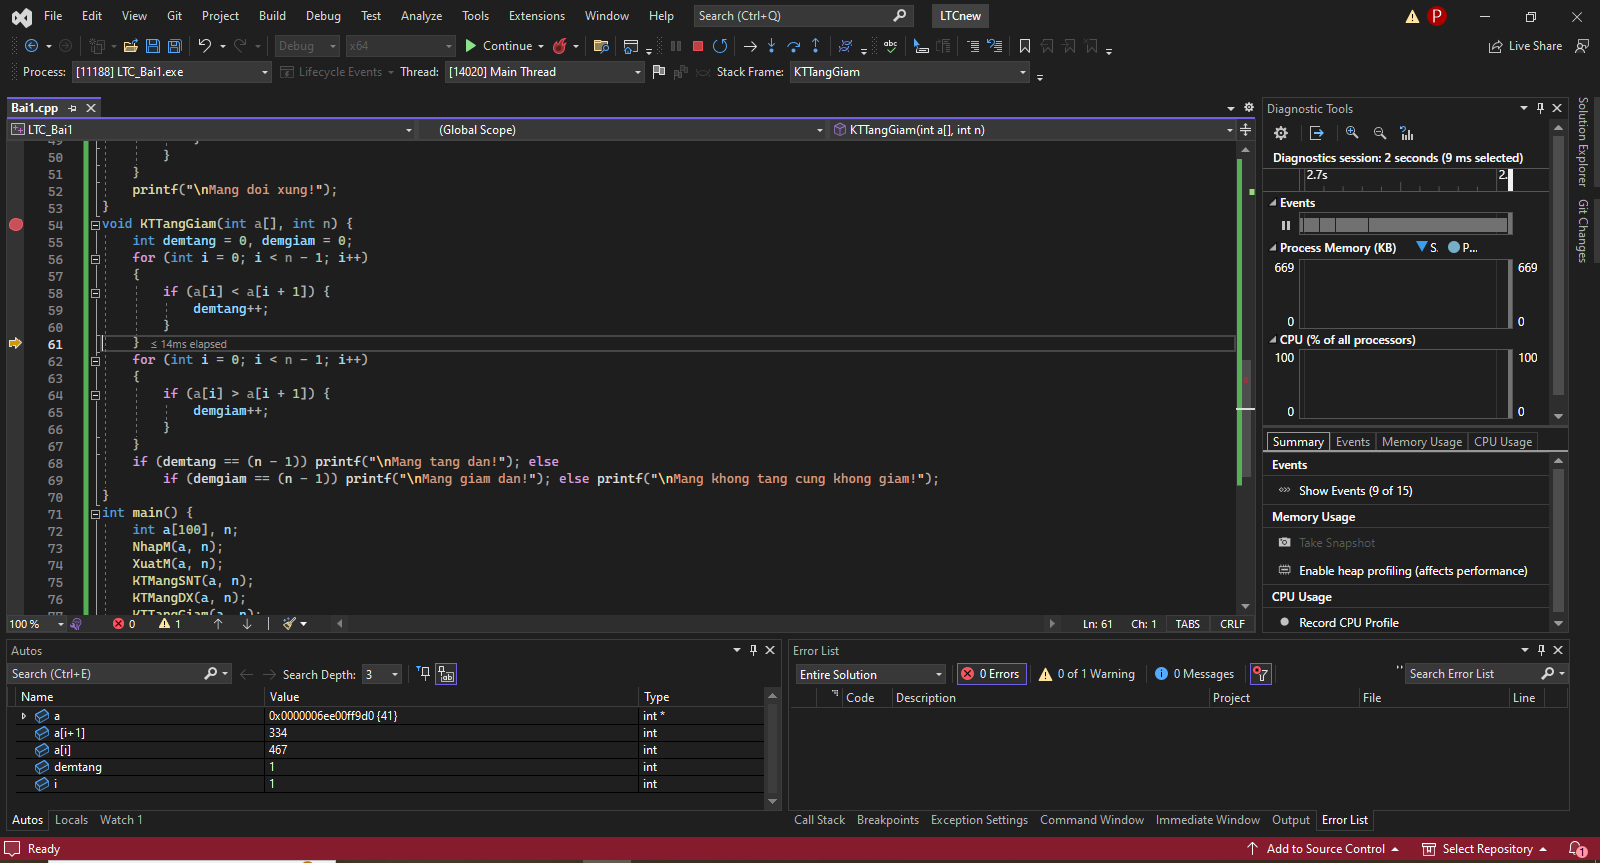 File Edit View Git Project Build Debug Test Analyze Tools Extensions Window Help Search (Ctrl+Q) LTCnew P
Debug x64 Continue abc Live Share
Process: [11188] LTC_Bai1.exe Lifecycle Events Thread: [14020] Main Thread Stack Frame: KTTangGiam
Bai1.cpp
LTC_Bai1 (Global Scope) KTTangGiam(int a[], int n)
49 }
50 }
51 }
52 printf("\nMang doi xung!");
53 }
54 void KTTangGiam(int a[], int n) {
55 int demtang = 0, demgiam = 0;
56 for (int i = 0; i < n - 1; i++)
57 {
58 if (a[i] < a[i + 1]) {
59 demtang++;
60 }
61 } ≤ 14ms elapsed
62 for (int i = 0; i < n - 1; i++)
63 {
64 if (a[i] > a[i + 1]) {
65 demgiam++;
66 }
67 }
68 if (demtang == (n - 1)) printf("\nMang tang dan!"); else
69 if (demgiam == (n - 1)) printf("\nMang giam dan!"); else printf("\nMang khong tang cung khong giam!");
70 }
71 int main() {
72 int a[100], n;
73 NhapM(a, n);
74 XuatM(a, n);
75 KTMangSNT(a, n);
76 KTMangDX(a, n);
77 KTTangGiam(a, n);
100 % 0 1 Ln: 61 Ch: 1 TABS CRLF
Diagnostic Tools
Diagnostics session: 2 seconds (9 ms selected)
2.7s 2.
Events
Process Memory (KB) S. P...
669 669
0 0
CPU (% of all processors)
100 100
0 0
Summary Events Memory Usage CPU Usage
Events
Show Events (9 of 15)
Memory Usage
Take Snapshot
Enable heap profiling (affects performance)
CPU Usage
Record CPU Profile
Solution Explorer
Git Changes
Autos
Search (Ctrl+E) Search Depth: 3
Name Value Type
a 0x0000006ee00ff9d0 {41} int *
a[i+1] 334 int
a[i] 467 int
demtang 1 int
i 1 int
Autos Locals Watch 1
Error List
Entire Solution 0 Errors 0 of 1 Warning 0 Messages Search Error List
Code Description Project File Line
Call Stack Breakpoints Exception Settings Command Window Immediate Window Output Error List
Ready Add to Source Control Select Repository 1